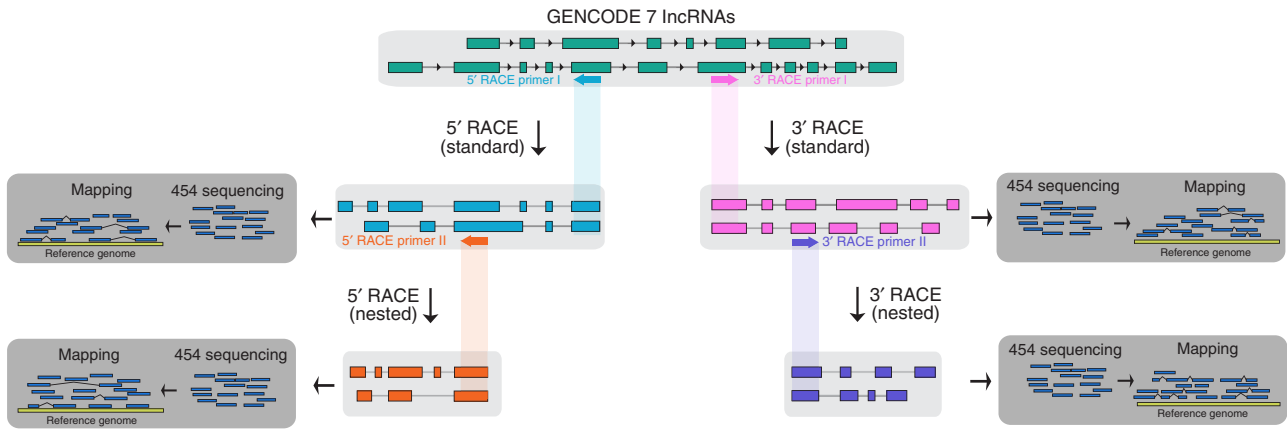 GENCODE 7 lncRNAs
5′ RACE primer I
3′ RACE primer I
5′ RACE
(standard)
3′ RACE
(standard)
Mapping
454 sequencing
Reference genome
5′ RACE primer II
3′ RACE primer II
454 sequencing
Mapping
Reference genome
5′ RACE
(nested)
3′ RACE
(nested)
Mapping
454 sequencing
Reference genome
454 sequencing
Mapping
Reference genome